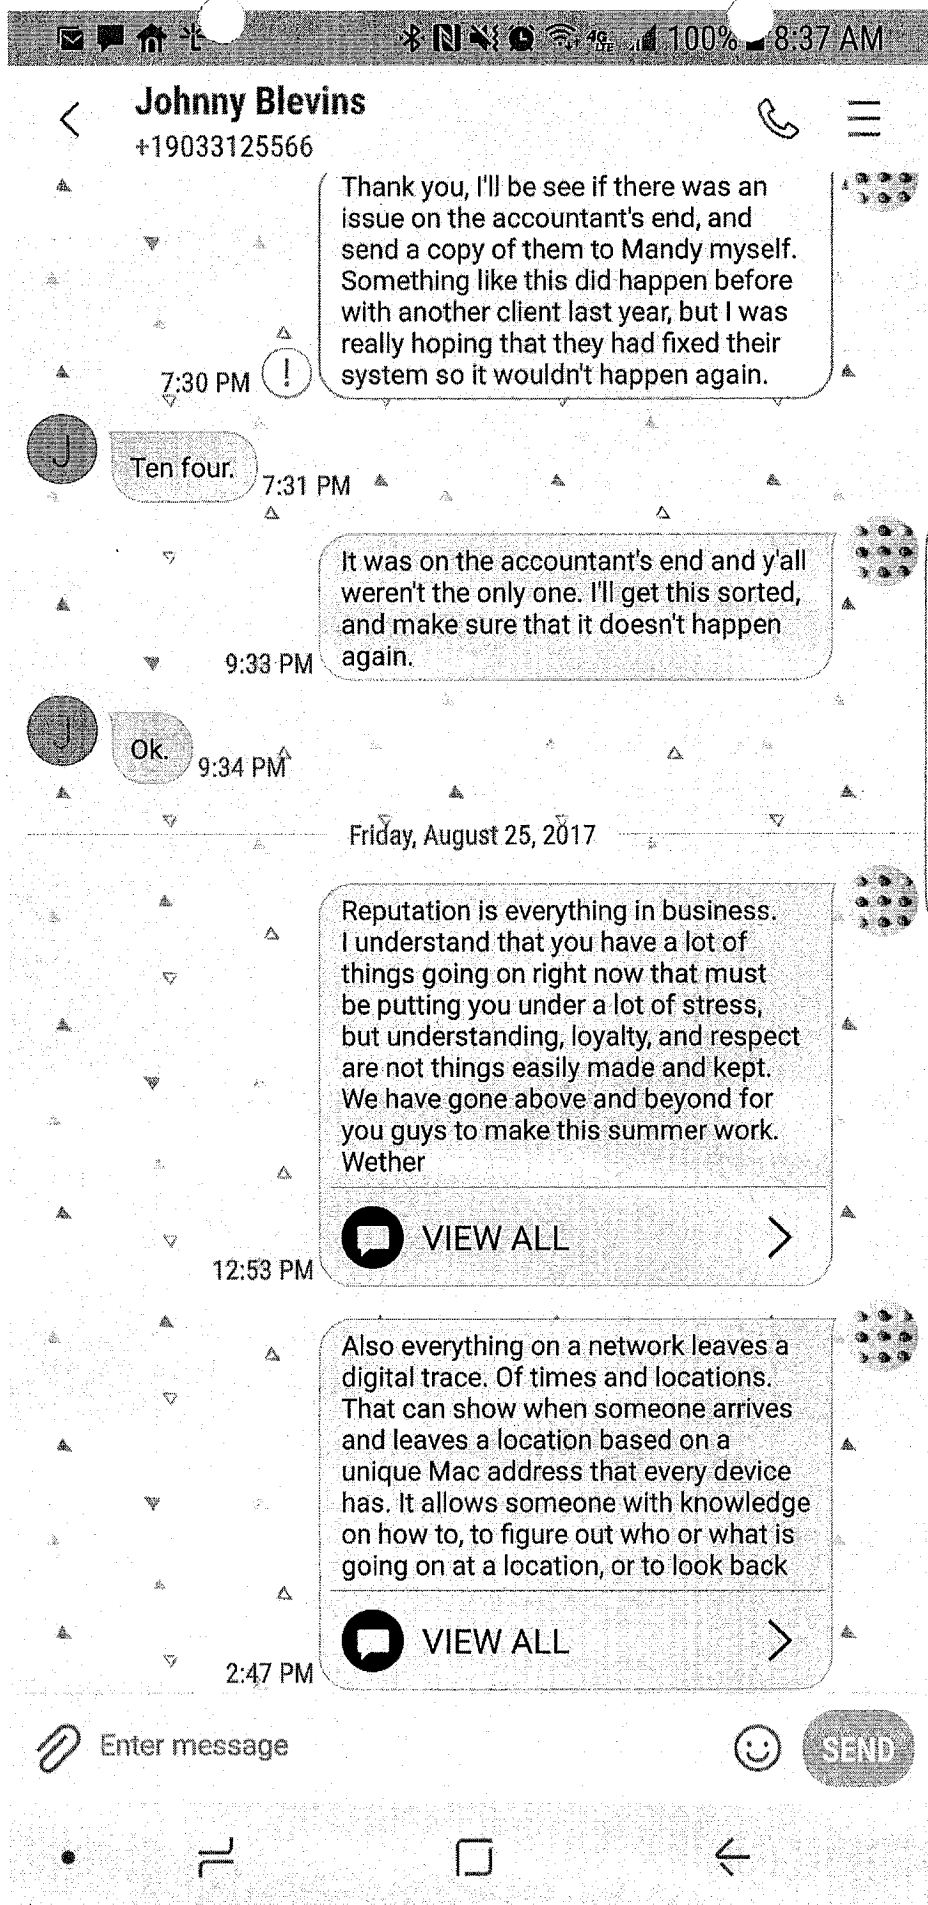 4G
LTE
100%
8:37 AM
Johnny Blevins
+19033125566
Thank you, I'll be see if there was an
issue on the accountant's end, and
send a copy of them to Mandy myself.
Something like this did happen before
with another client last year, but I was
really hoping that they had fixed their
system so it wouldn't happen again.
7:30 PM
!
J
Ten four.
7:31 PM
It was on the accountant's end and y'all
weren't the only one. I'll get this sorted,
and make sure that it doesn't happen
again.
9:33 PM
J
Ok.
9:34 PM
Friday, August 25, 2017
Reputation is everything in business.
I understand that you have a lot of
things going on right now that must
be putting you under a lot of stress,
but understanding, loyalty, and respect
are not things easily made and kept.
We have gone above and beyond for
you guys to make this summer work.
Wether
VIEW ALL
12:53 PM
Also everything on a network leaves a
digital trace. Of times and locations.
That can show when someone arrives
and leaves a location based on a
unique Mac address that every device
has. It allows someone with knowledge
on how to, to figure out who or what is
going on at a location, or to look back
VIEW ALL
2:47 PM
Enter message
SEND